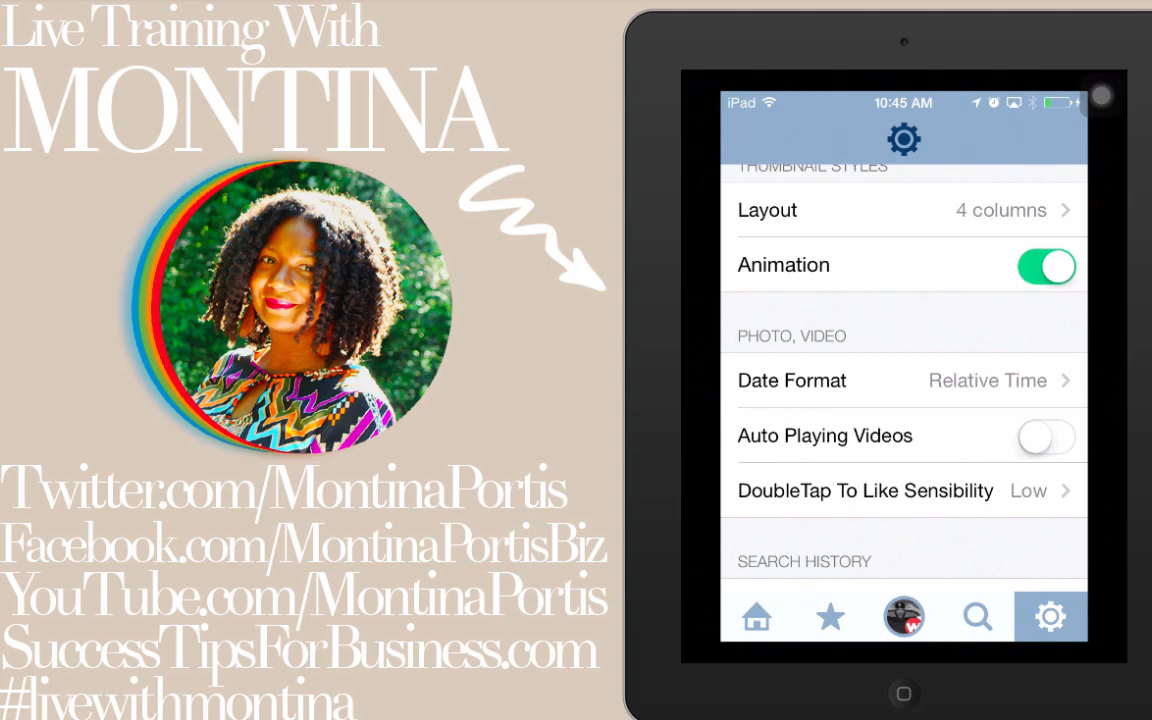 Live Training With
MONTINA
Twitter.com/MontinaPortis
Facebook.com/MontinaPortisBiz
YouTube.com/MontinaPortis
SuccessTipsForBusiness.com
#livewithmontina
iPad 10:45 AM
THUMBNAIL STYLES
Layout 4 columns
Animation
PHOTO, VIDEO
Date Format Relative Time
Auto Playing Videos
DoubleTap To Like Sensibility Low
SEARCH HISTORY